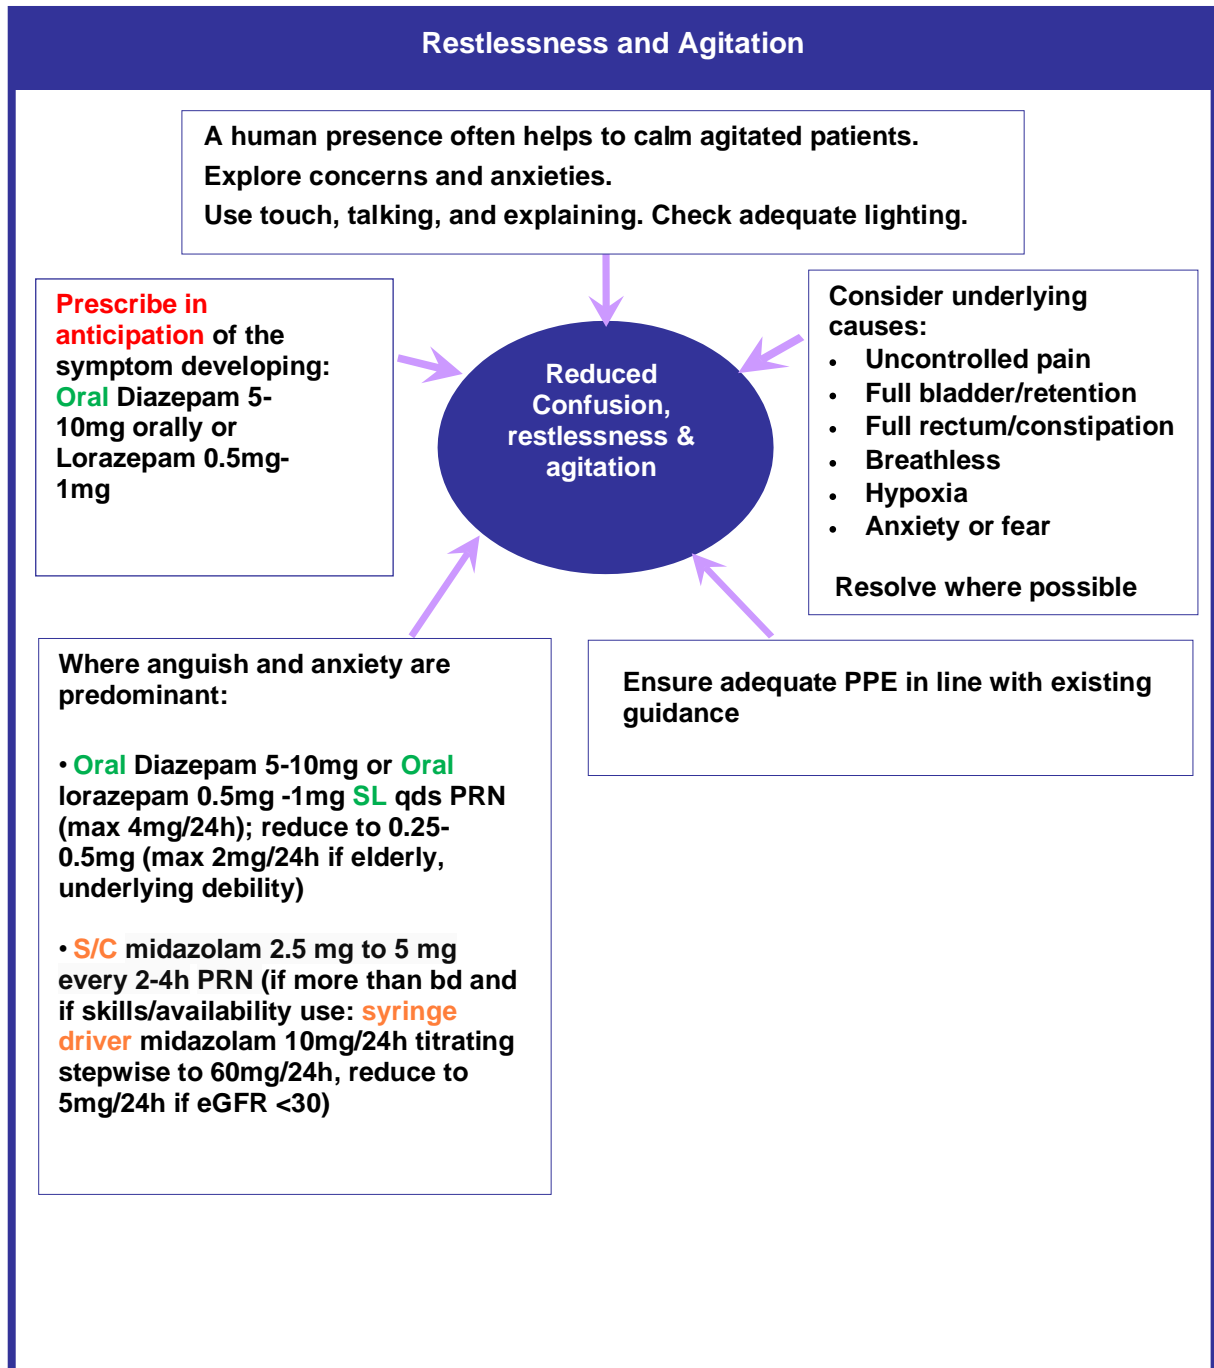 Restlessness and Agitation
A human presence often helps to calm agitated patients.
Explore concerns and anxieties.
Use touch, talking, and explaining. Check adequate lighting.
Prescribe in
anticipation of the
symptom developing:
Oral Diazepam 5-
10mg orally or
Lorazepam 0.5mg-
1mg
Reduced
Confusion,
restlessness &
agitation
Consider underlying
causes:
• Uncontrolled pain
• Full bladder/retention
• Full rectum/constipation
• Breathless
• Hypoxia
• Anxiety or fear
Resolve where possible
Where anguish and anxiety are
predominant:
• Oral Diazepam 5-10mg or Oral
lorazepam 0.5mg -1mg SL qds PRN
(max 4mg/24h); reduce to 0.25-
0.5mg (max 2mg/24h if elderly,
underlying debility)
• S/C midazolam 2.5 mg to 5 mg
every 2-4h PRN (if more than bd and
if skills/availability use: syringe
driver midazolam 10mg/24h titrating
stepwise to 60mg/24h, reduce to
5mg/24h if eGFR <30)
Ensure adequate PPE in line with existing
guidance